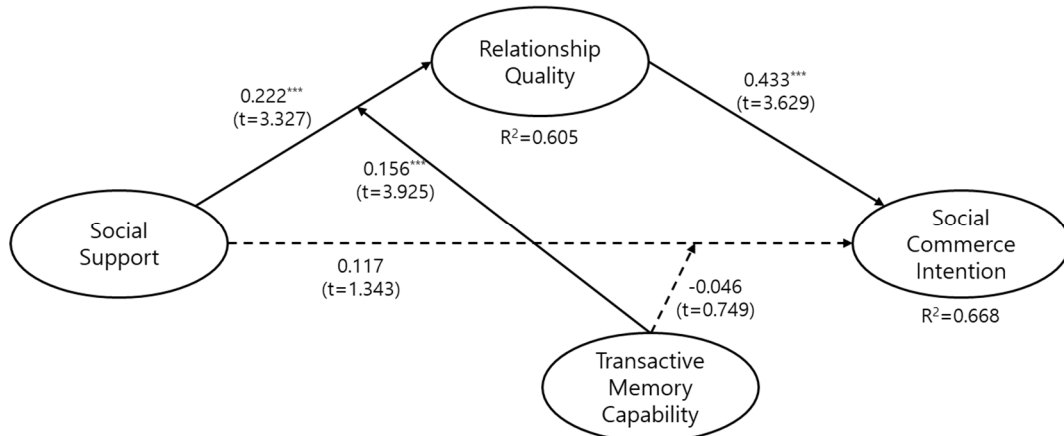 Relationship
Quality
0.222***
(t=3.327)
0.433***
(t=3.629)
R²=0.605
0.156***
(t=3.925)
Social
Support
Social
Commerce
Intention
0.117
(t=1.343)
-0.046
(t=0.749)
R²=0.668
Transactive
Memory
Capability